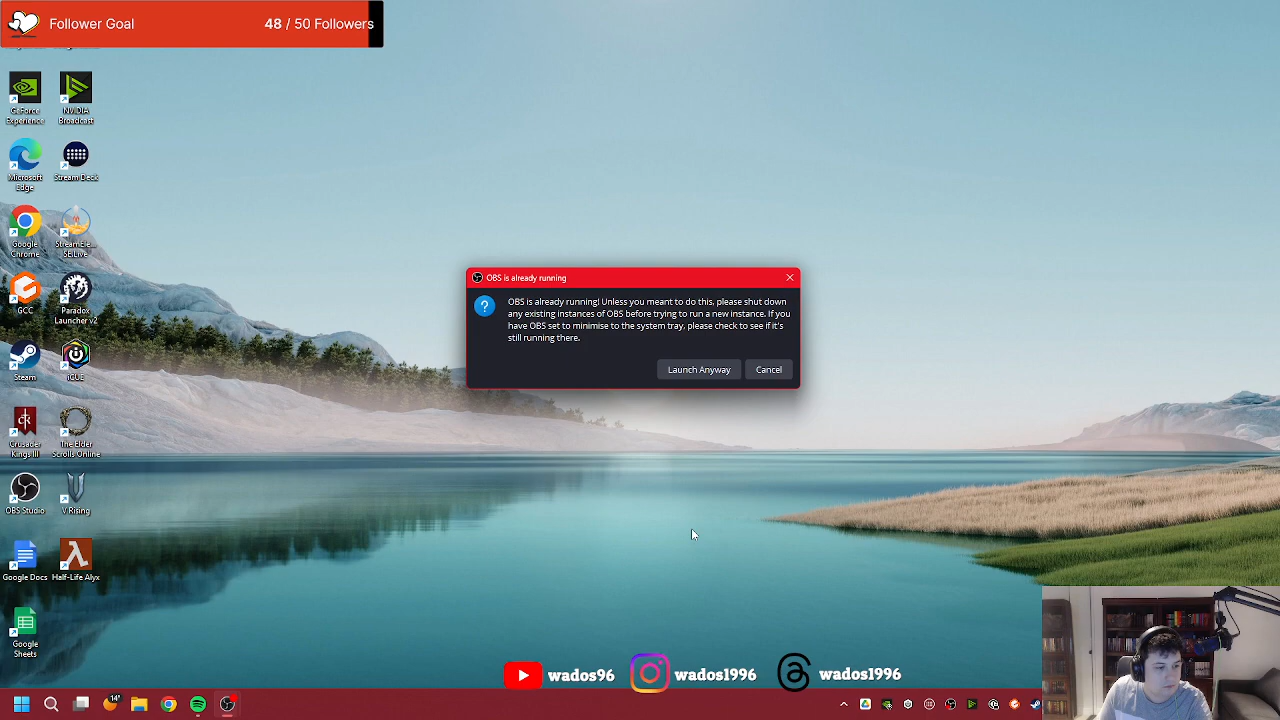 Follower Goal
48 / 50 Followers
GeForce Experience
NVIDIA Broadcast
Microsoft Edge
Stream Deck
Google Chrome
StreamEle... SE.Live
GCC
Paradox Launcher v2
Steam
iCUE
Crusader Kings III
The Elder Scrolls Online
OBS Studio
V Rising
Google Docs
Half-Life Alyx
Google Sheets
OBS is already running
OBS is already running! Unless you meant to do this, please shut down
any existing instances of OBS before trying to run a new instance. If you
have OBS set to minimise to the system tray, please check to see if it's
still running there.
Launch Anyway
Cancel
wados96
wados1996
wados1996
14°